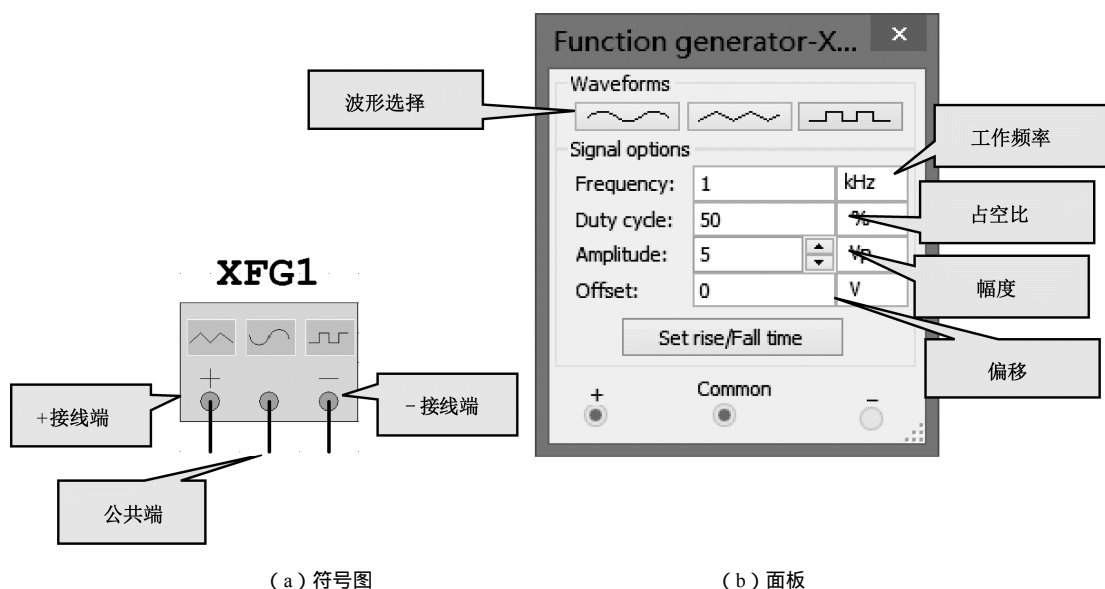 Function generator-X...
×
Waveforms
波形选择
工作频率
Signal options
Frequency:
1
kHz
占空比
Duty cycle:
50
%
Amplitude:
5
Vp
幅度
Offset:
0
V
Set rise/Fall time
偏移
+
Common
−
XFG1
+
−
+接线端
−接线端
公共端
(a)符号图
(b)面板